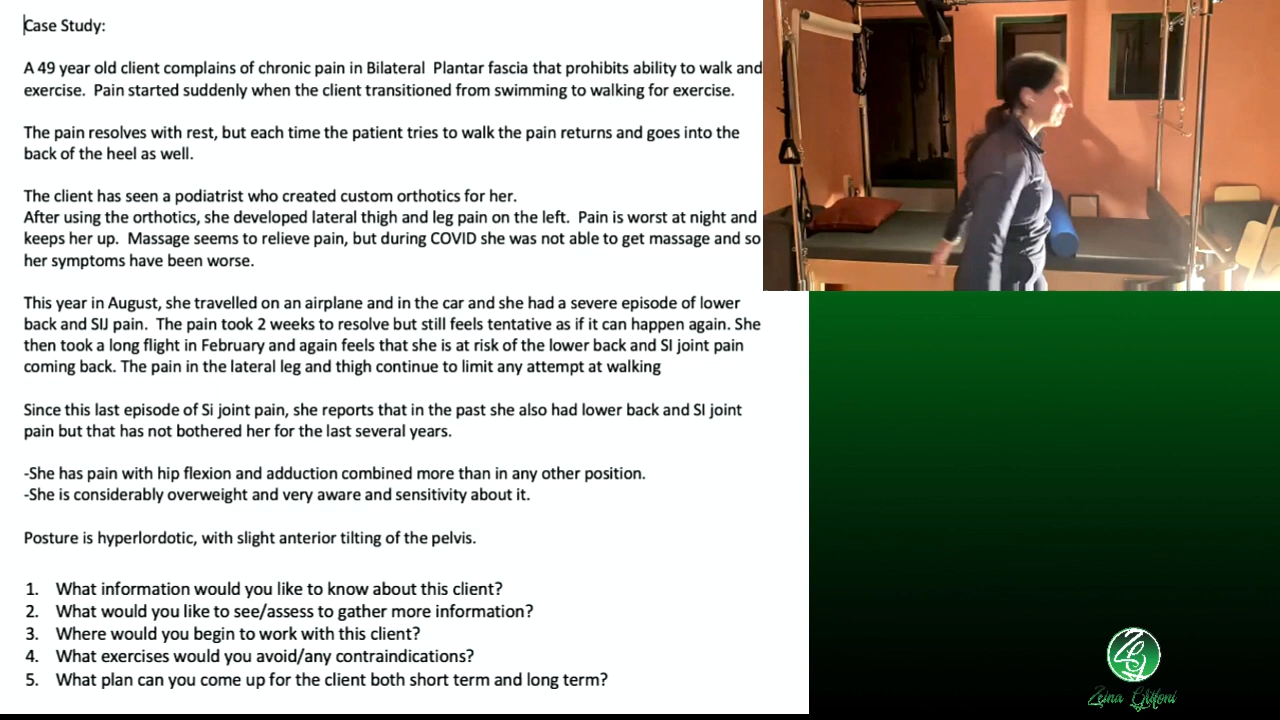 Case Study:
A 49 year old client complains of chronic pain in Bilateral Plantar fascia that prohibits ability to walk and
exercise. Pain started suddenly when the client transitioned from swimming to walking for exercise.
The pain resolves with rest, but each time the patient tries to walk the pain returns and goes into the
back of the heel as well.
The client has seen a podiatrist who created custom orthotics for her.
After using the orthotics, she developed lateral thigh and leg pain on the left. Pain is worst at night and
keeps her up. Massage seems to relieve pain, but during COVID she was not able to get massage and so
her symptoms have been worse.
This year in August, she travelled on an airplane and in the car and she had a severe episode of lower
back and SIJ pain. The pain took 2 weeks to resolve but still feels tentative as if it can happen again. She
then took a long flight in February and again feels that she is at risk of the lower back and SI joint pain
coming back. The pain in the lateral leg and thigh continue to limit any attempt at walking
Since this last episode of Si joint pain, she reports that in the past she also had lower back and SI joint
pain but that has not bothered her for the last several years.
-She has pain with hip flexion and adduction combined more than in any other position.
-She is considerably overweight and very aware and sensitivity about it.
Posture is hyperlordotic, with slight anterior tilting of the pelvis.
1. What information would you like to know about this client?
2. What would you like to see/assess to gather more information?
3. Where would you begin to work with this client?
4. What exercises would you avoid/any contraindications?
5. What plan can you come up for the client both short term and long term?
ZG
Zeina Grifoni